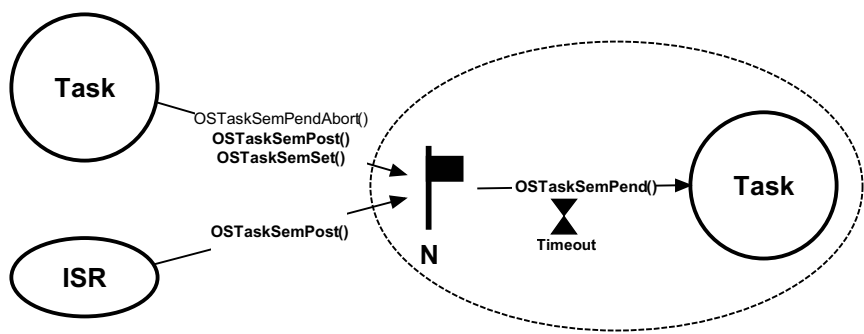 Task
OSTaskSemPendAbort()
OSTaskSemPost()
OSTaskSemSet()
OSTaskSemPost()
ISR
N
OSTaskSemPend()
Timeout
Task